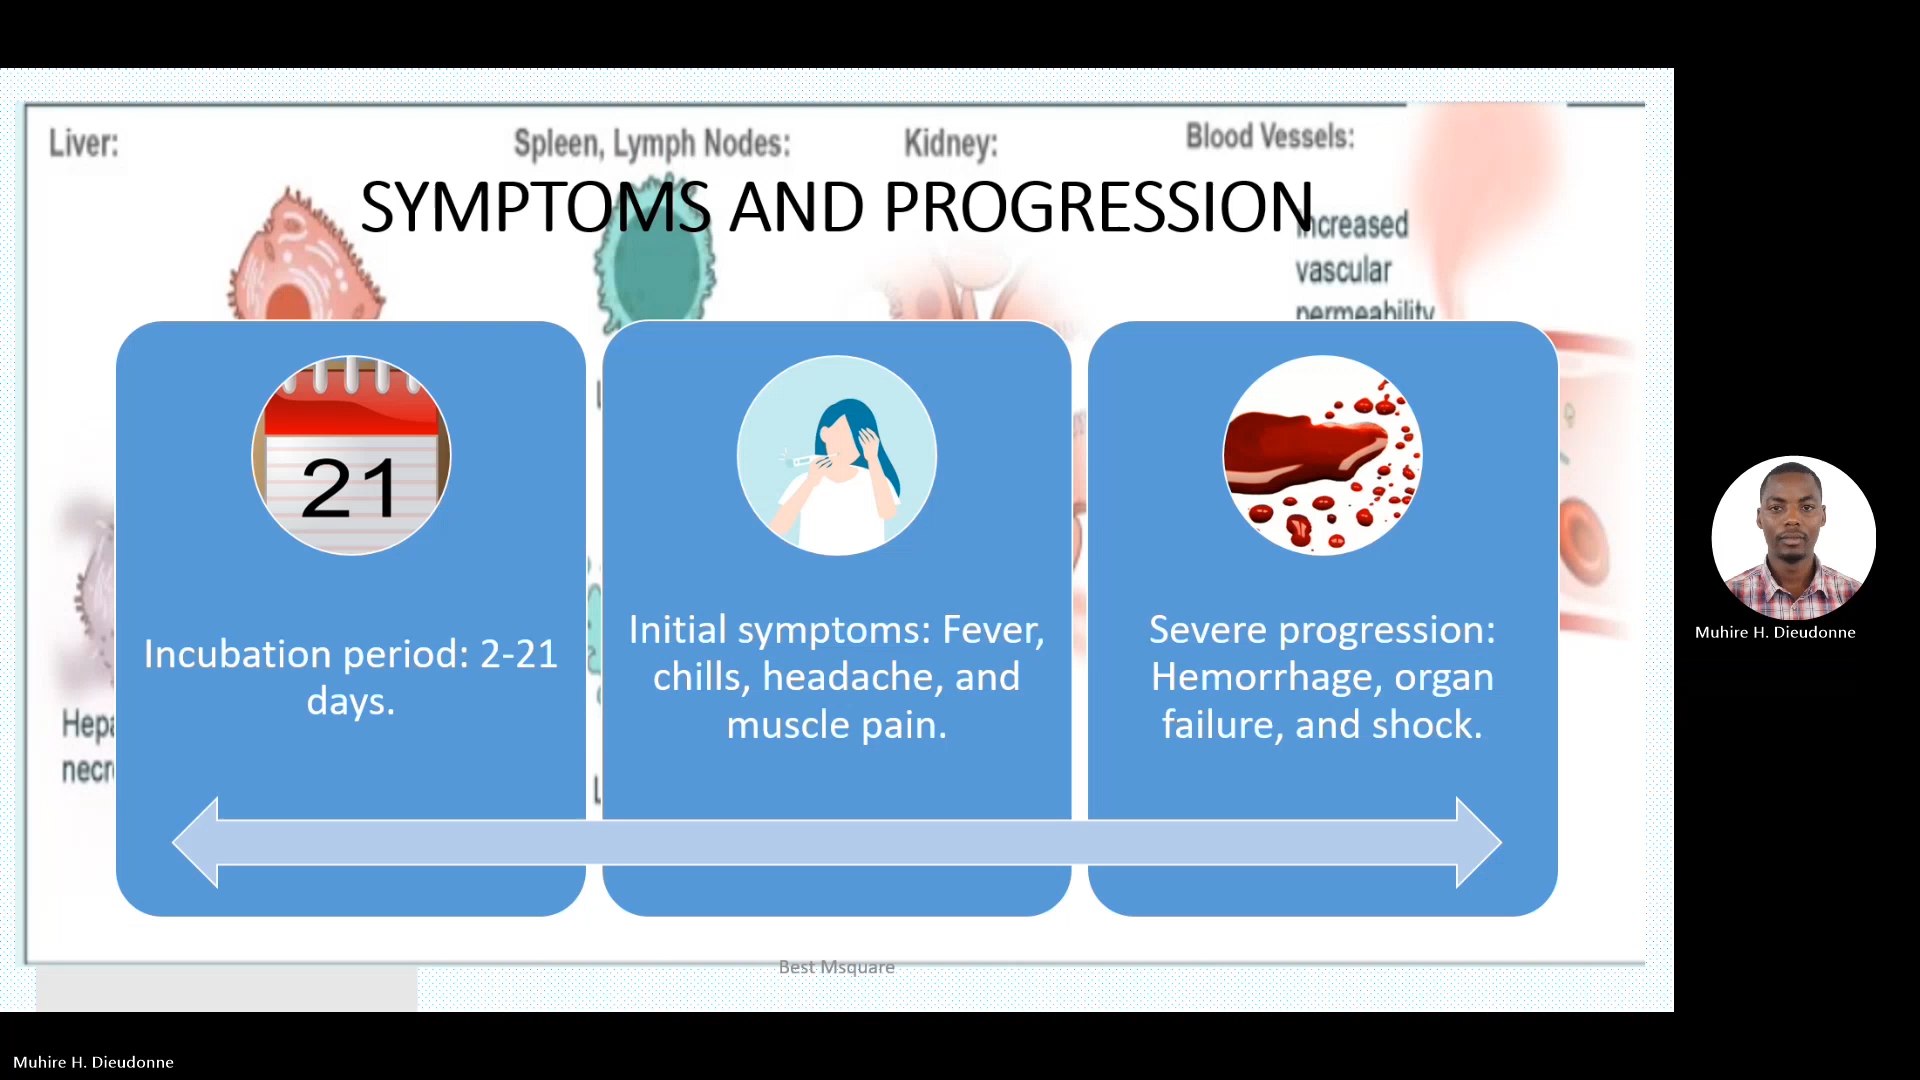 Liver:
Spleen, Lymph Nodes:
Kidney:
Blood Vessels:
SYMPTOMS AND PROGRESSION
increased
vascular
permeability
21
Incubation period: 2-21
days.
Initial symptoms: Fever,
chills, headache, and
muscle pain.
Severe progression:
Hemorrhage, organ
failure, and shock.
Best Msquare
Muhire H. Dieudonne
Muhire H. Dieudonne